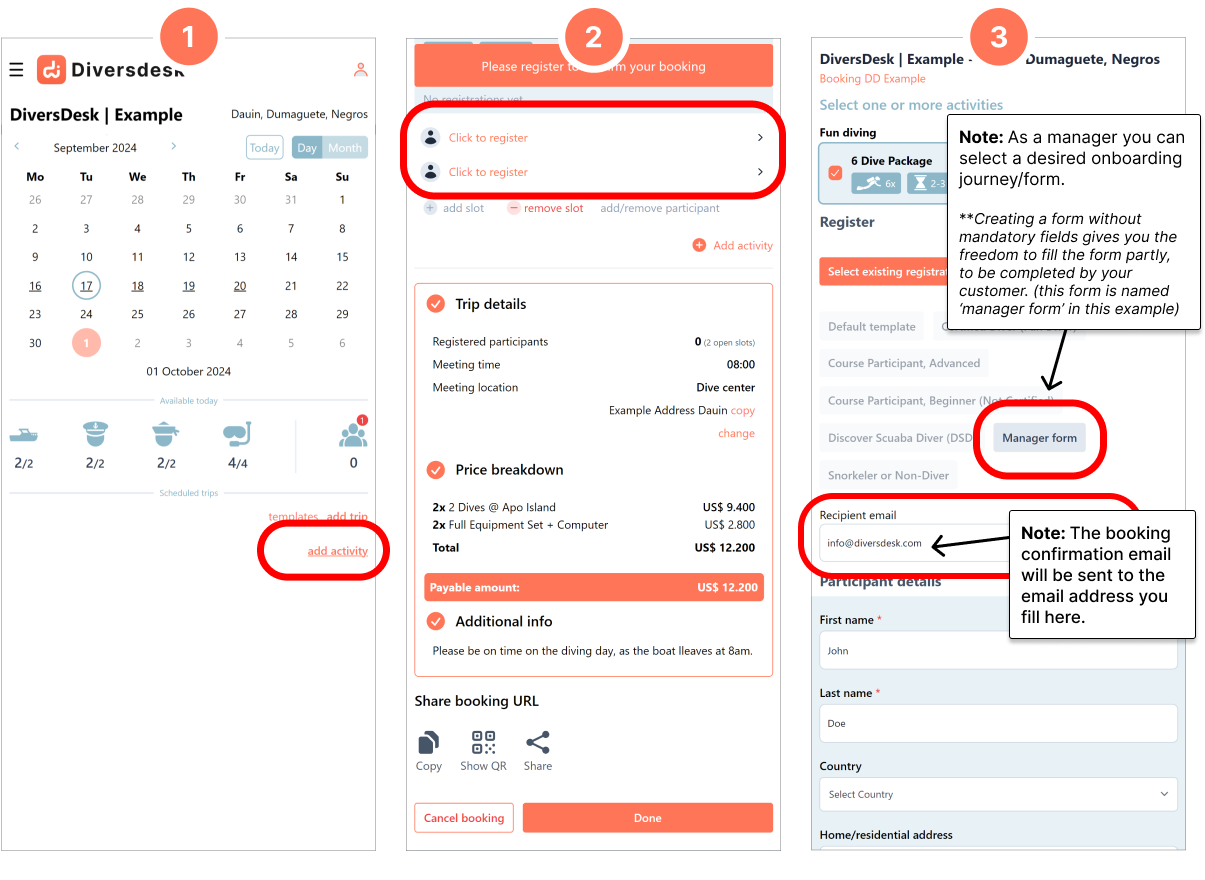 1
Diversdesk
DiversDesk | Example
Dauin, Dumaguete, Negros
September 2024
Today
Day
Month
Mo Tu We Th Fr Sa Su
26 27 28 29 30 31 1
2 3 4 5 6 7 8
9 10 11 12 13 14 15
16 17 18 19 20 21 22
23 24 25 26 27 28 29
30 1 2 3 4 5 6
01 October 2024
Available today
1
2/2 2/2 2/2 4/4 0
Scheduled trips
templates add trip
add activity
2
Please register to your booking
No registrations yet
Click to register
Click to register
add slot
remove slot
add/remove participant
Add activity
Trip details
Registered participants 0 (2 open slots)
Meeting time 08:00
Meeting location Dive center
Example Address Dauin copy
change
Price breakdown
2x 2 Dives @ Apo Island US$ 9.400
2x Full Equipment Set + Computer US$ 2.800
Total US$ 12.200
Payable amount: US$ 12.200
Additional info
Please be on time on the diving day, as the boat lleaves at 8am.
Share booking URL
Copy Show QR Share
Cancel booking
Done
3
DiversDesk | Example - Dumaguete, Negros
Booking DD Example
Select one or more activities
Fun diving
6 Dive Package
6x
2-3
Register
Select existing registrat
Default template
Course Participant, Advanced
Course Participant, Beginner (Not Certified)
Discover Scuaba Diver (DSD
Manager form
Snorkeler or Non-Diver
Note: As a manager you can
select a desired onboarding
journey/form.
**Creating a form without
mandatory fields gives you the
freedom to fill the form partly,
to be completed by your
customer. (this form is named
‘manager form’ in this example)
Recipient email
info@diversdesk.com
Note: The booking
confirmation email
will be sent to the
email address you
fill here.
Participant details
First name *
John
Last name *
Doe
Country
Select Country
Home/residential address